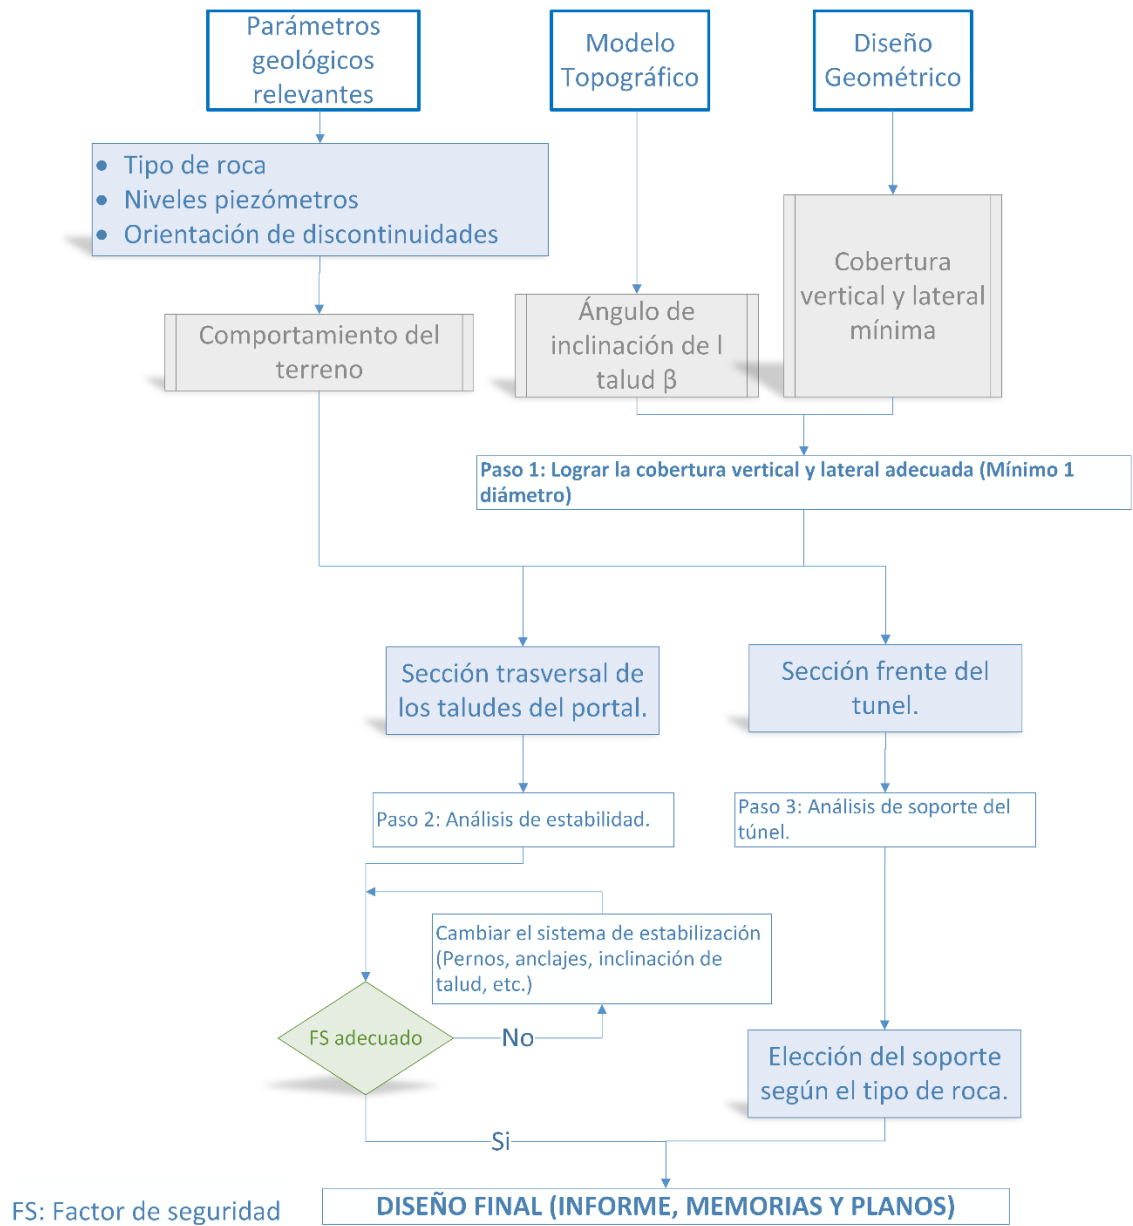 Parámetros
geológicos
relevantes
Modelo
Topográfico
Diseño
Geométrico
• Tipo de roca
• Niveles piezómetros
• Orientación de discontinuidades
Cobertura
vertical y lateral
mínima
Ángulo de
inclinación de l
talud β
Comportamiento del
terreno
Paso 1: Lograr la cobertura vertical y lateral adecuada (Mínimo 1
diámetro)
Sección trasversal de
los taludes del portal.
Sección frente del
tunel.
Paso 2: Análisis de estabilidad.
Paso 3: Análisis de soporte del
túnel.
Cambiar el sistema de estabilización
(Pernos, anclajes, inclinación de
talud, etc.)
FS adecuado
No
Elección del soporte
según el tipo de roca.
Si
DISEÑO FINAL (INFORME, MEMORIAS Y PLANOS)
FS: Factor de seguridad